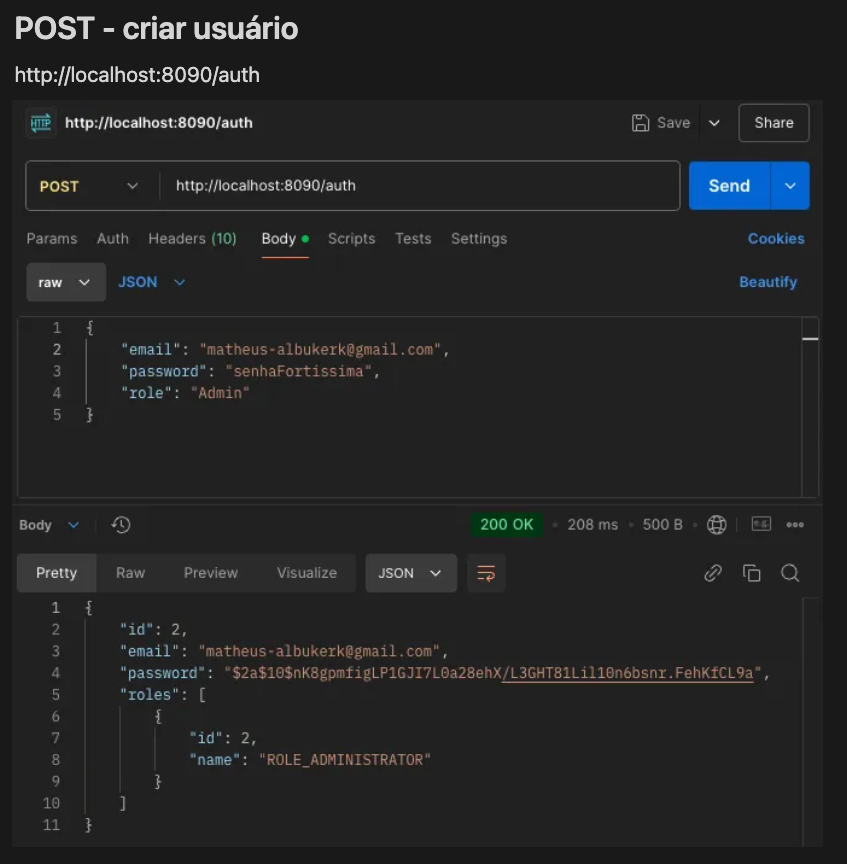 POST - criar usuário
http://localhost:8090/auth
HTTP http://localhost:8090/auth Save Share
POST http://localhost:8090/auth Send
Params Auth Headers (10) Body Scripts Tests Settings Cookies
raw JSON Beautify
1 {
2 "email": "matheus-albukerk@gmail.com",
3 "password": "senhaFortissima",
4 "role": "Admin"
5 }
Body 200 OK • 208 ms • 500 B •
Pretty Raw Preview Visualize JSON
1 {
2 "id": 2,
3 "email": "matheus-albukerk@gmail.com",
4 "password": "$2a$10$nK8gpmfigLP1GJI7L0a28ehX/L3GHT81Lil10n6bsnr.FehKfCL9a",
5 "roles": [
6 {
7 "id": 2,
8 "name": "ROLE_ADMINISTRATOR"
9 }
10 ]
11 }